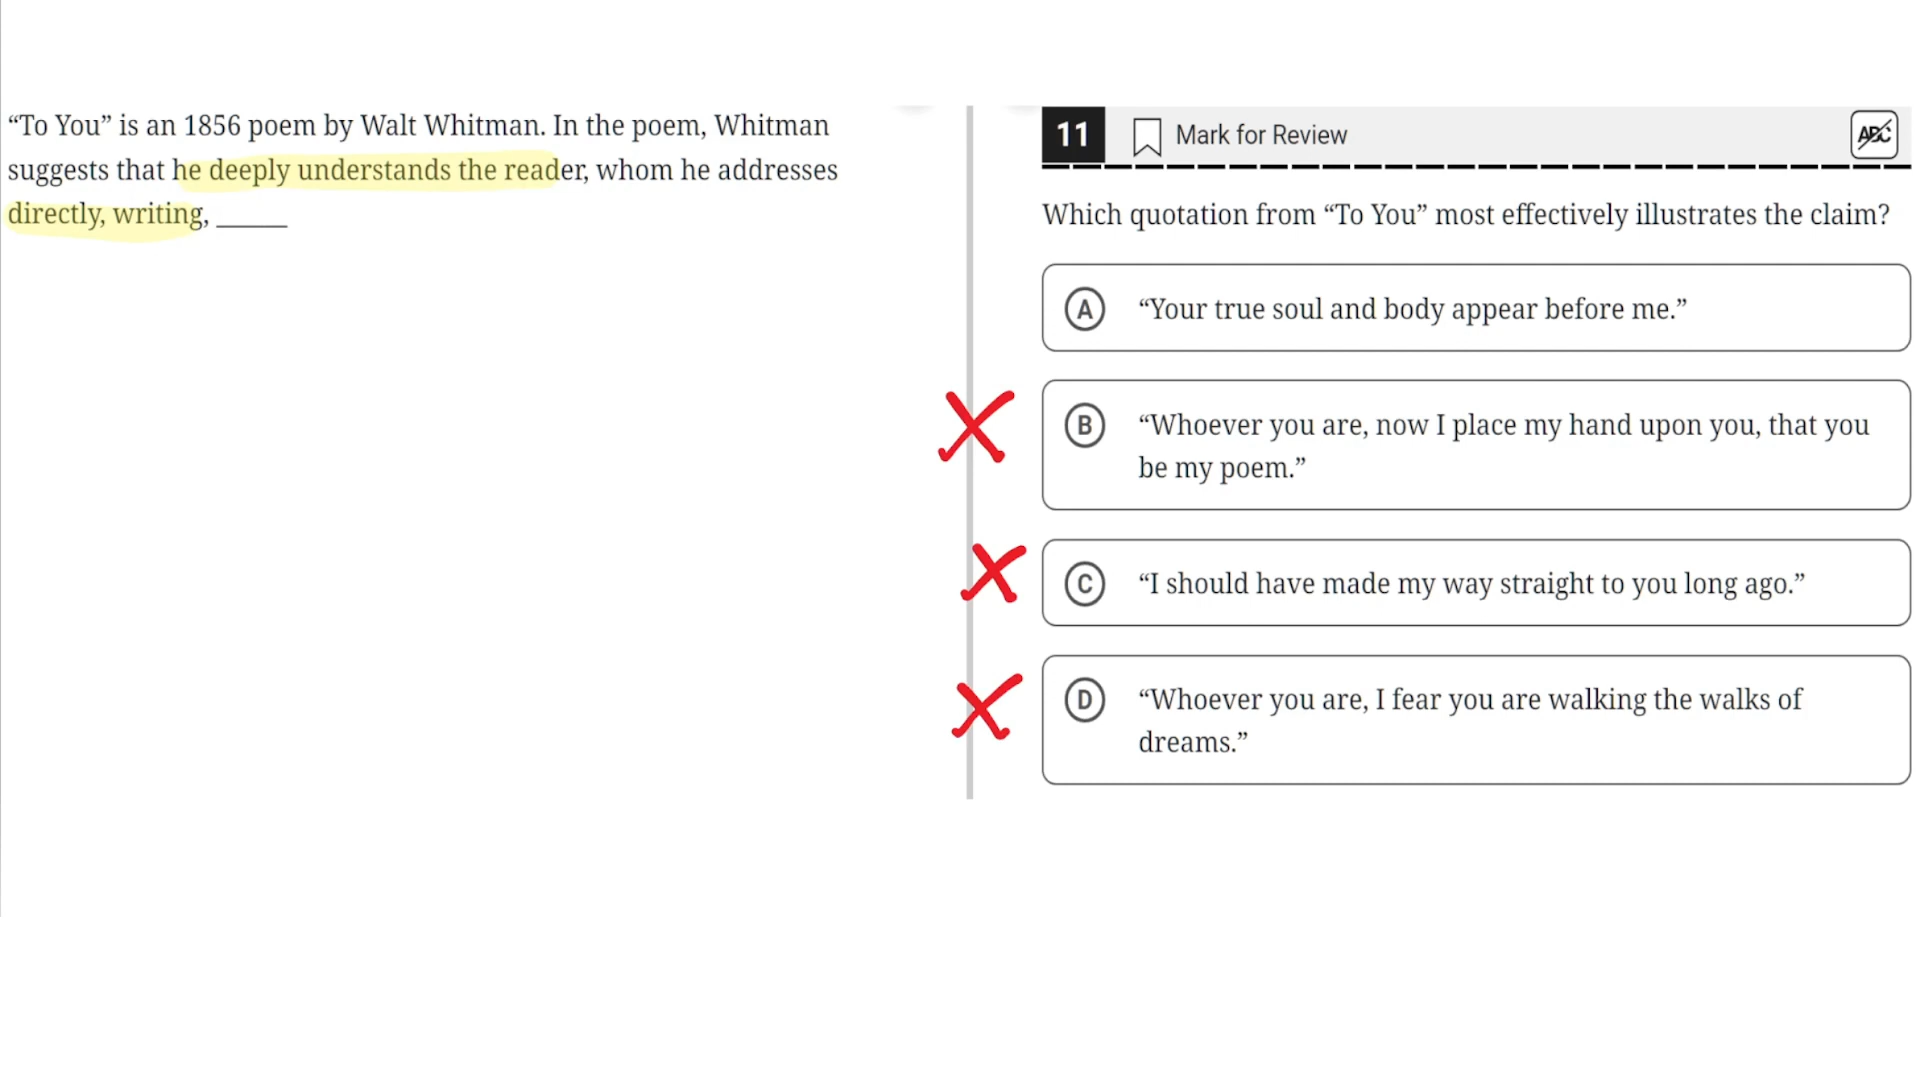 “To You” is an 1856 poem by Walt Whitman. In the poem, Whitman
suggests that he deeply understands the reader, whom he addresses
directly, writing, ______
11 Mark for Review ABC
Which quotation from “To You” most effectively illustrates the claim?
A “Your true soul and body appear before me.”
B “Whoever you are, now I place my hand upon you, that you
be my poem.”
C “I should have made my way straight to you long ago.”
D “Whoever you are, I fear you are walking the walks of
dreams.”